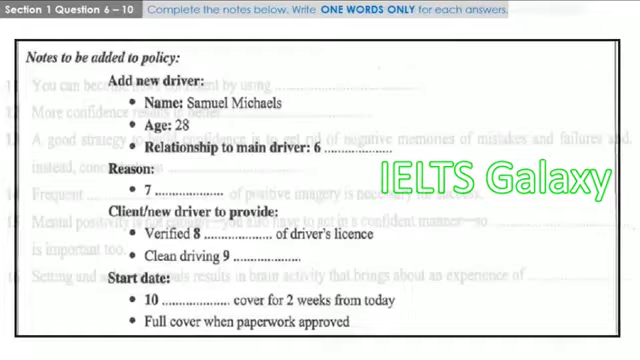 Section 1 Question 6 – 10 Complete the notes below. Write ONE WORDS ONLY for each answers.
Notes to be added to policy:
Add new driver:
• Name: Samuel Michaels
• Age: 28
• Relationship to main driver: 6 ....................
Reason:
• 7 ....................
Client/new driver to provide:
• Verified 8 .................... of driver's licence
• Clean driving 9 ....................
Start date:
• 10 .................... cover for 2 weeks from today
• Full cover when paperwork approved
IELTS Galaxy